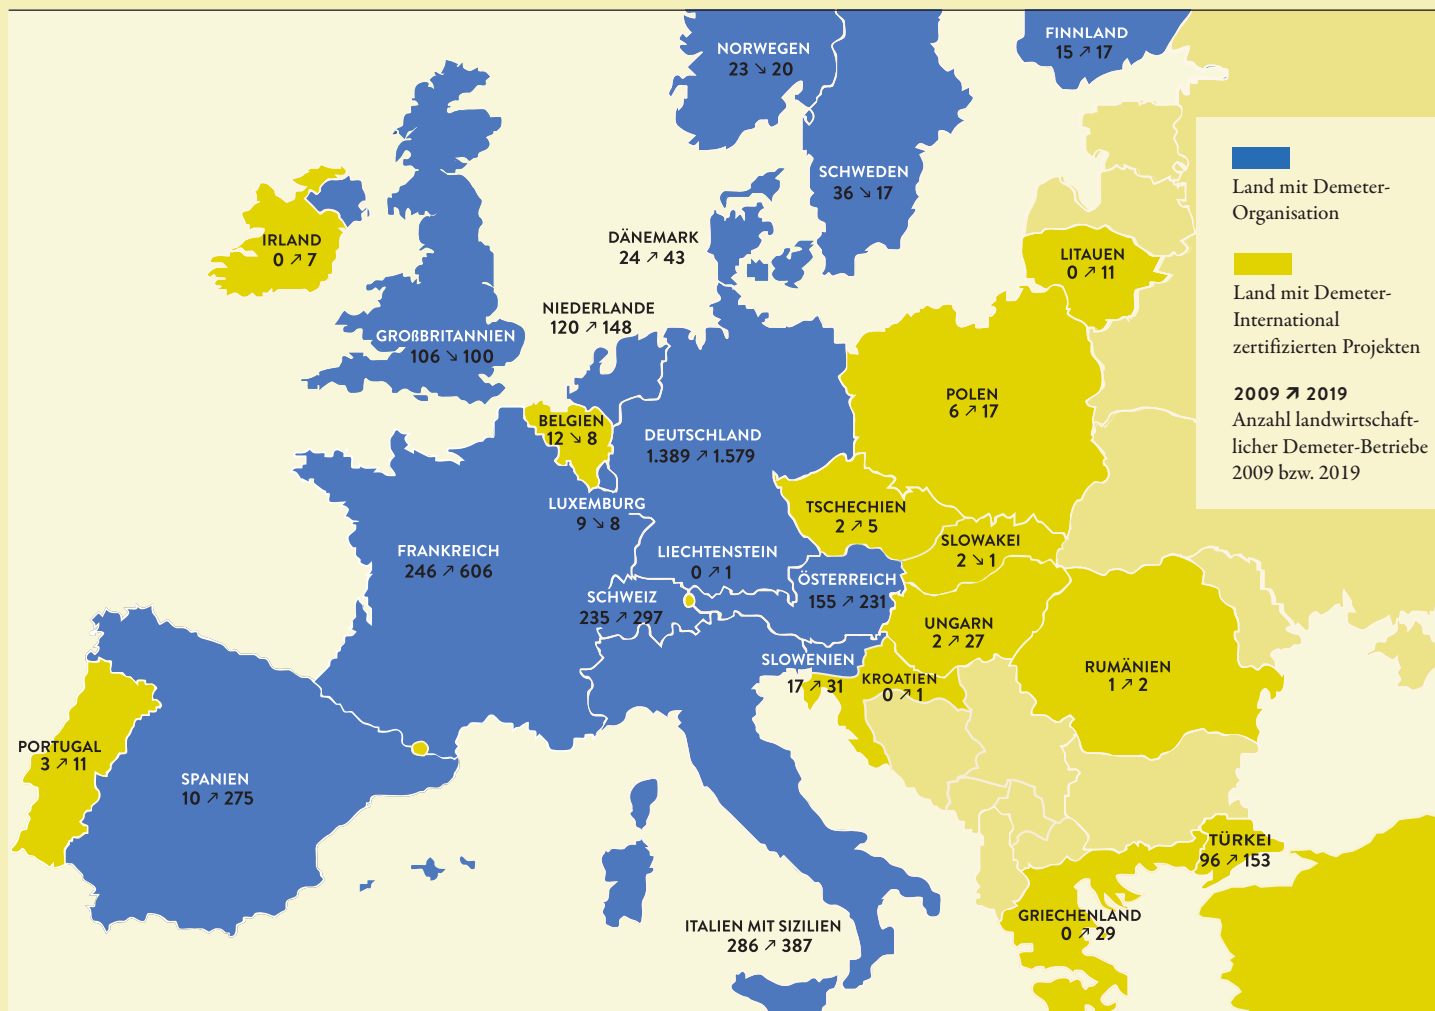 NORWEGEN
23 ↘ 20
FINNLAND
15 ↗ 17
SCHWEDEN
36 ↘ 17
IRLAND
0 ↗ 7
DÄNEMARK
24 ↗ 43
LITAUEN
0 ↗ 11
NIEDERLANDE
120 ↗ 148
GROßBRITANNIEN
106 ↘ 100
POLEN
6 ↗ 17
BELGIEN
12 ↘ 8
DEUTSCHLAND
1.389 ↗ 1.579
LUXEMBURG
9 ↘ 8
TSCHECHIEN
2 ↗ 5
SLOWAKEI
2 ↘ 1
FRANKREICH
246 ↗ 606
LIECHTENSTEIN
0 ↗ 1
ÖSTERREICH
155 ↗ 231
SCHWEIZ
235 ↗ 297
UNGARN
2 ↗ 27
SLOWENIEN
17 ↗ 31
KROATIEN
0 ↗ 1
RUMÄNIEN
1 ↗ 2
PORTUGAL
3 ↗ 11
SPANIEN
10 ↗ 275
TÜRKEI
96 ↗ 153
ITALIEN MIT SIZILIEN
286 ↗ 387
GRIECHENLAND
0 ↗ 29
Land mit Demeter-
Organisation
Land mit Demeter-
International
zertifizierten Projekten
2009 ↗ 2019
Anzahl landwirtschaft-
licher Demeter-Betriebe
2009 bzw. 2019